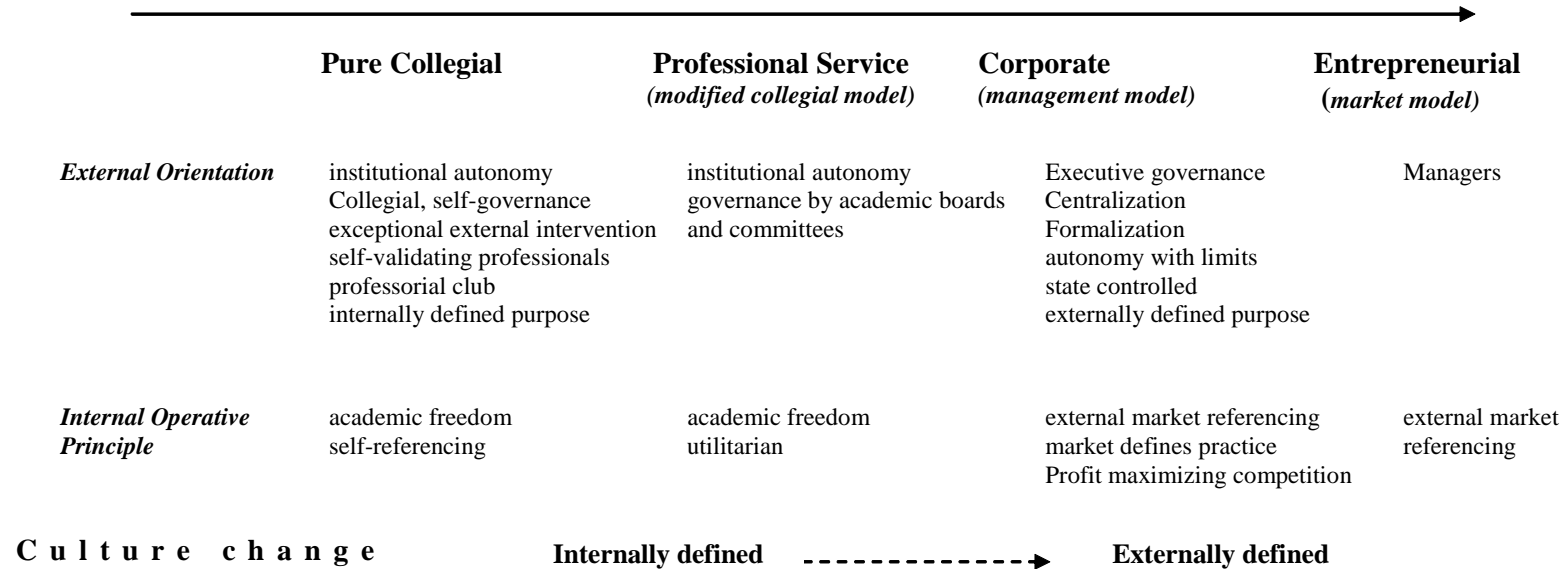 Pure Collegial Professional Service Corporate Entrepreneurial
(modified collegial model) (management model) (market model)
External Orientation institutional autonomy institutional autonomy Executive governance Managers
Collegial, self-governance governance by academic boards Centralization
exceptional external intervention and committees Formalization
self-validating professionals autonomy with limits
professorial club state controlled
internally defined purpose externally defined purpose
Internal Operative academic freedom academic freedom external market referencing external market
Principle self-referencing utilitarian market defines practice referencing
Profit maximizing competition
Culture change Internally defined Externally defined